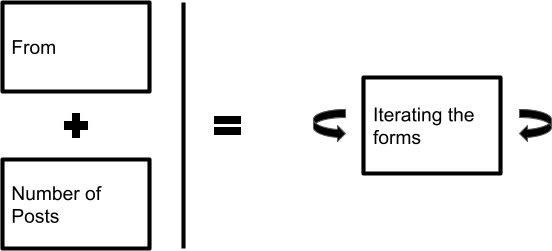 From
+
Number of
Posts
=
Iterating the
forms